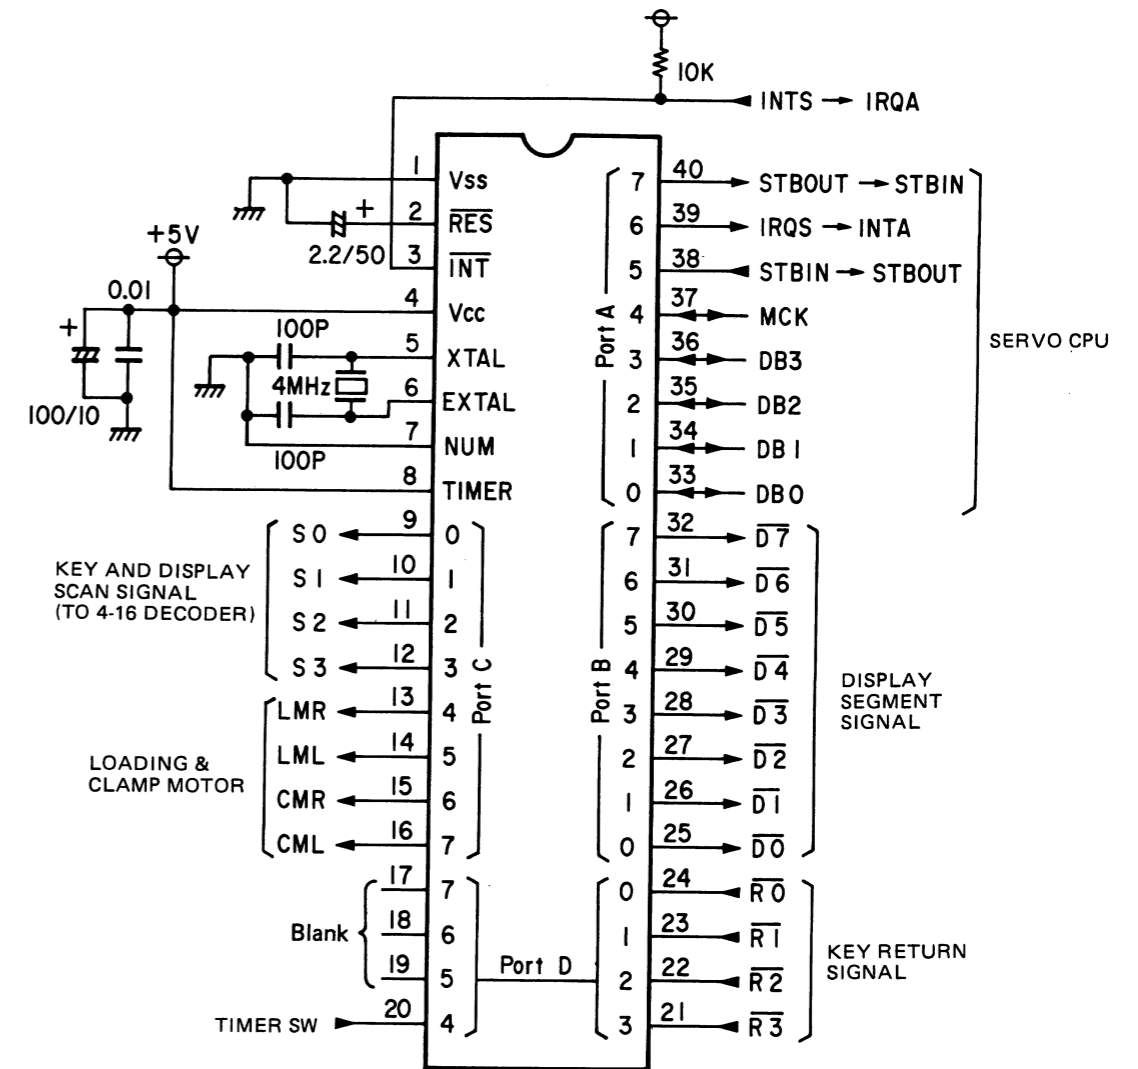 10K
INTS → IRQA
1 Vss
+ 2 RES
2.2/50 3 INT
+5V
0.01 4 Vcc
+
100/10
100P 5 XTAL
4MHz 6 EXTAL
100P 7 NUM
8 TIMER
KEY AND DISPLAY
SCAN SIGNAL
(TO 4-16 DECODER)
S0 9 0
S1 10 1
S2 11 2
S3 12 3
LOADING &
CLAMP MOTOR
LMR 13 4
LML 14 5
CMR 15 6
CML 16 7
Port C
Blank
17 7
18 6
19 5
TIMER SW 20 4
Port D
Port A
7 40 STBOUT → STBIN
6 39 IRQS → INTA
5 38 STBIN → STBOUT
4 37 MCK
3 36 DB3
2 35 DB2
1 34 DB1
0 33 DB0
SERVO CPU
Port B
7 32 D7
6 31 D6
5 30 D5
4 29 D4
3 28 D3
2 27 D2
1 26 D1
0 25 D0
DISPLAY
SEGMENT
SIGNAL
0 24 R0
1 23 R1
2 22 R2
3 21 R3
KEY RETURN
SIGNAL